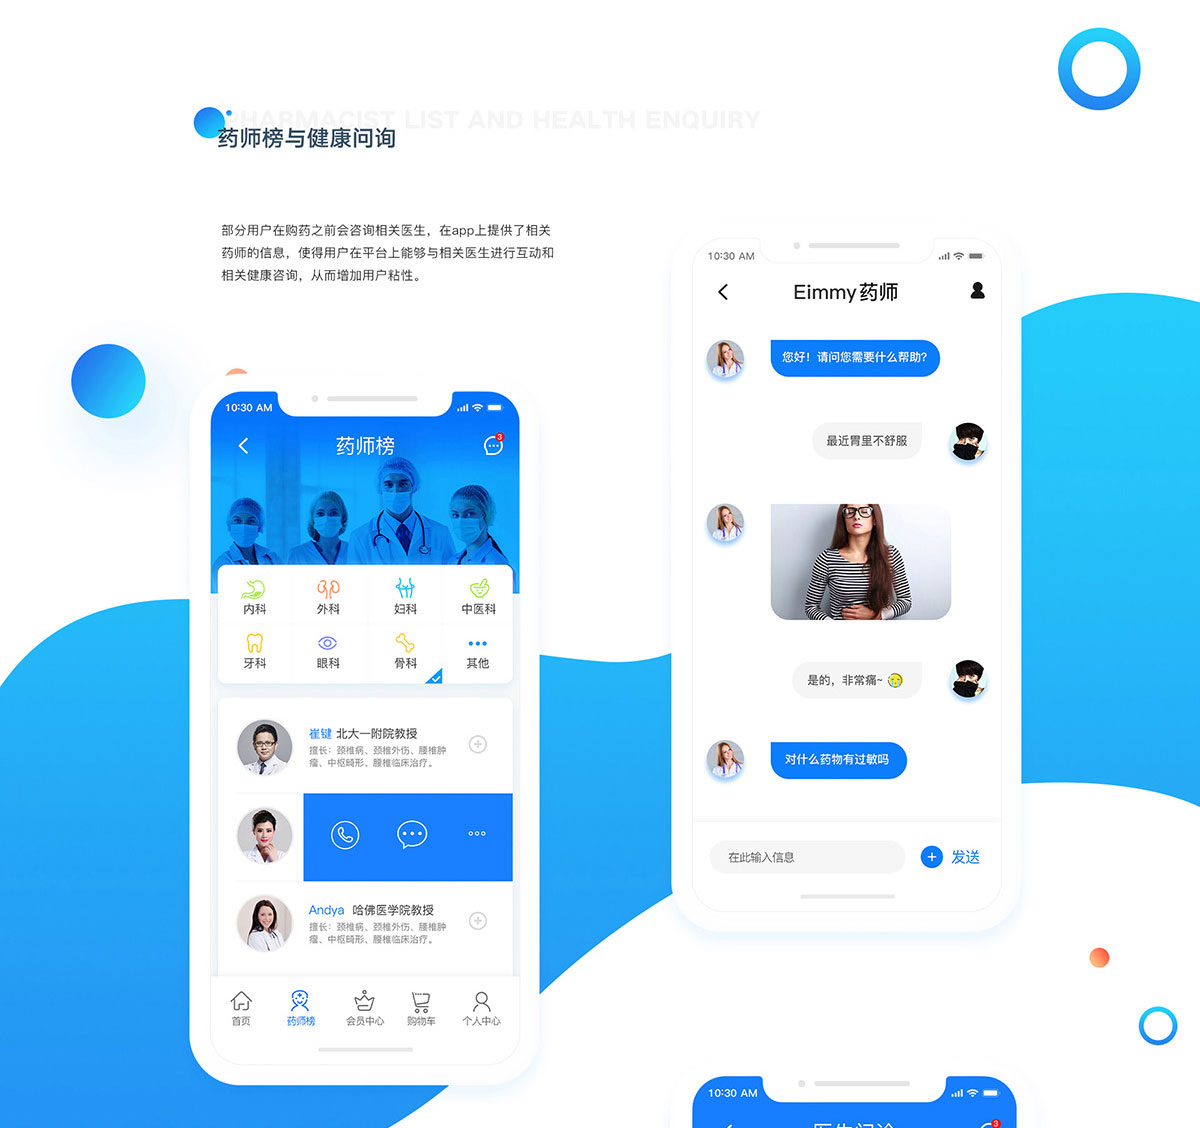 PHARMACIST LIST AND HEALTH ENQUIRY
药师榜与健康问询
部分用户在购药之前会咨询相关医生，在app上提供了相关
药师的信息，使得用户在平台上能够与相关医生进行互动和
相关健康咨询，从而增加用户粘性。
10:30 AM
药师榜
3
内科
外科
妇科
中医科
牙科
眼科
骨科
其他
崔键 北大一附院教授
擅长：颈椎病、颈椎外伤、腰椎肿
瘤、中枢畸形、腰椎临床治疗。
Andya 哈佛医学院教授
擅长：颈椎病、颈椎外伤、腰椎肿
瘤、中枢畸形、腰椎临床治疗。
首页
药师榜
会员中心
购物车
个人中心
10:30 AM
Eimmy药师
您好！请问您需要什么帮助?
最近胃里不舒服
是的，非常痛~
对什么药物有过敏吗
在此输入信息
发送
10:30 AM
3